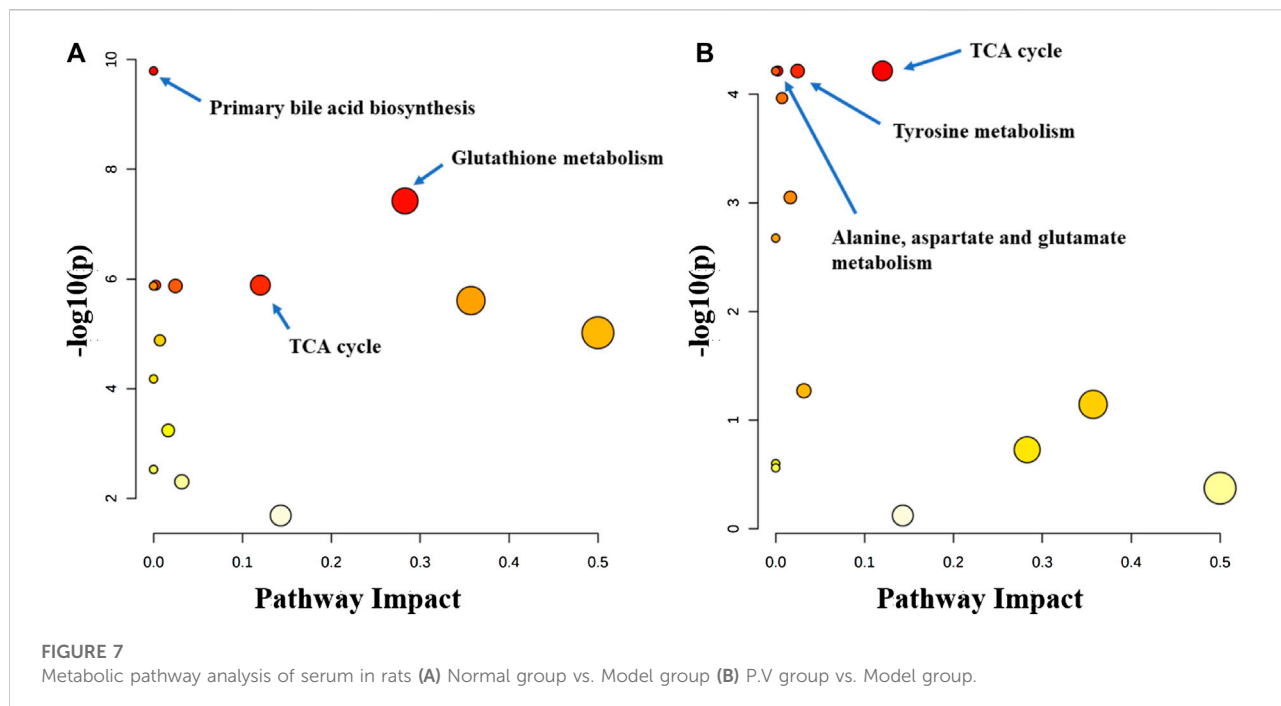 A
-log10(p)
10
8
6
4
2
Primary bile acid biosynthesis
Glutathione metabolism
TCA cycle
0.0 0.1 0.2 0.3 0.4 0.5
Pathway Impact
B
-log10(p)
4
3
2
1
0
TCA cycle
Tyrosine metabolism
Alanine, aspartate and glutamate
metabolism
0.0 0.1 0.2 0.3 0.4 0.5
Pathway Impact
FIGURE 7
Metabolic pathway analysis of serum in rats (A) Normal group vs. Model group (B) P.V group vs. Model group.